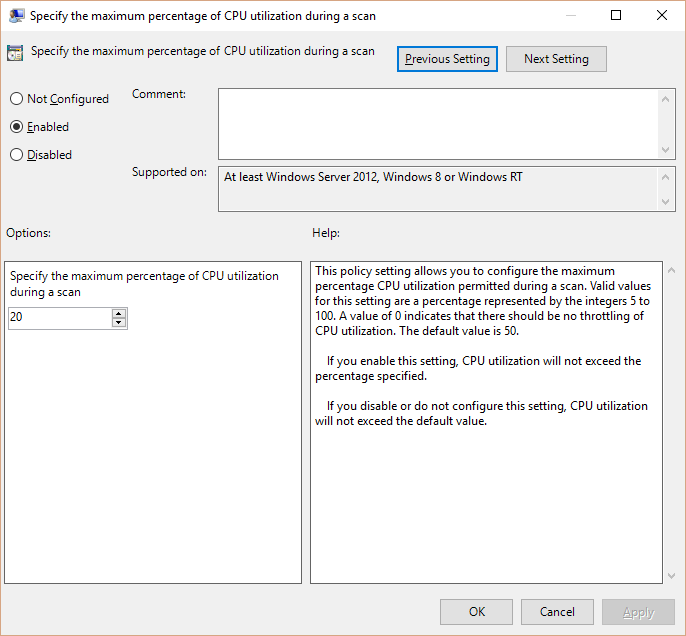 Specify the maximum percentage of CPU utilization during a scan
Specify the maximum percentage of CPU utilization during a scan
Previous Setting
Next Setting
Not Configured
Enabled
Disabled
Comment:
Supported on:
At least Windows Server 2012, Windows 8 or Windows RT
Options:
Help:
Specify the maximum percentage of CPU utilization
during a scan
20
This policy setting allows you to configure the maximum
percentage CPU utilization permitted during a scan. Valid values
for this setting are a percentage represented by the integers 5 to
100. A value of 0 indicates that there should be no throttling of
CPU utilization. The default value is 50.
If you enable this setting, CPU utilization will not exceed the
percentage specified.
If you disable or do not configure this setting, CPU utilization
will not exceed the default value.
OK
Cancel
Apply